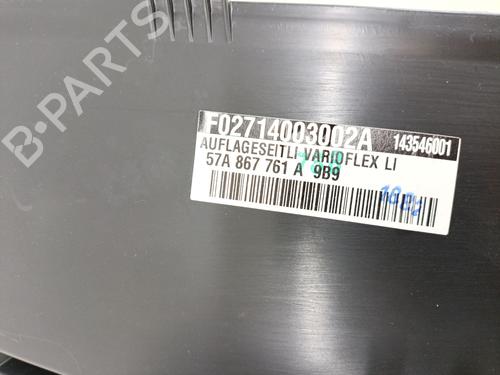 F02714003002A 143546001
AUFLAGESEITLI VARIOFLEX LI
57A 867 761 A 9B9
B-PARTS